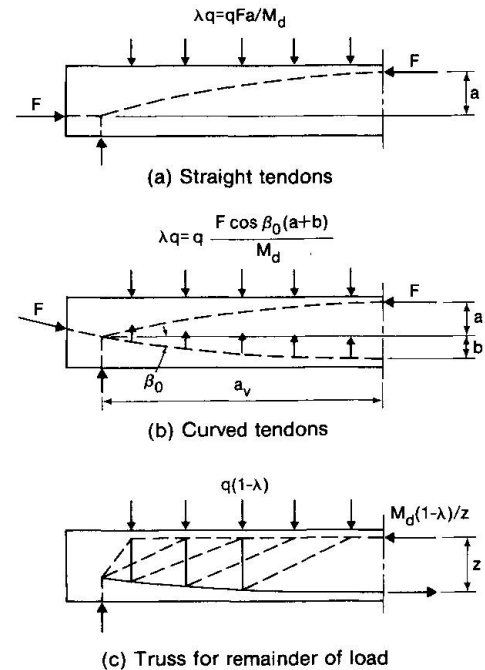 λq=qFa/M_d
F
F
a
(a) Straight tendons
λq=q F cos β_0(a+b) / M_d
F
F
a
b
β_0
a_v
(b) Curved tendons
q(1-λ)
M_d(1-λ)/z
z
(c) Truss for remainder of load